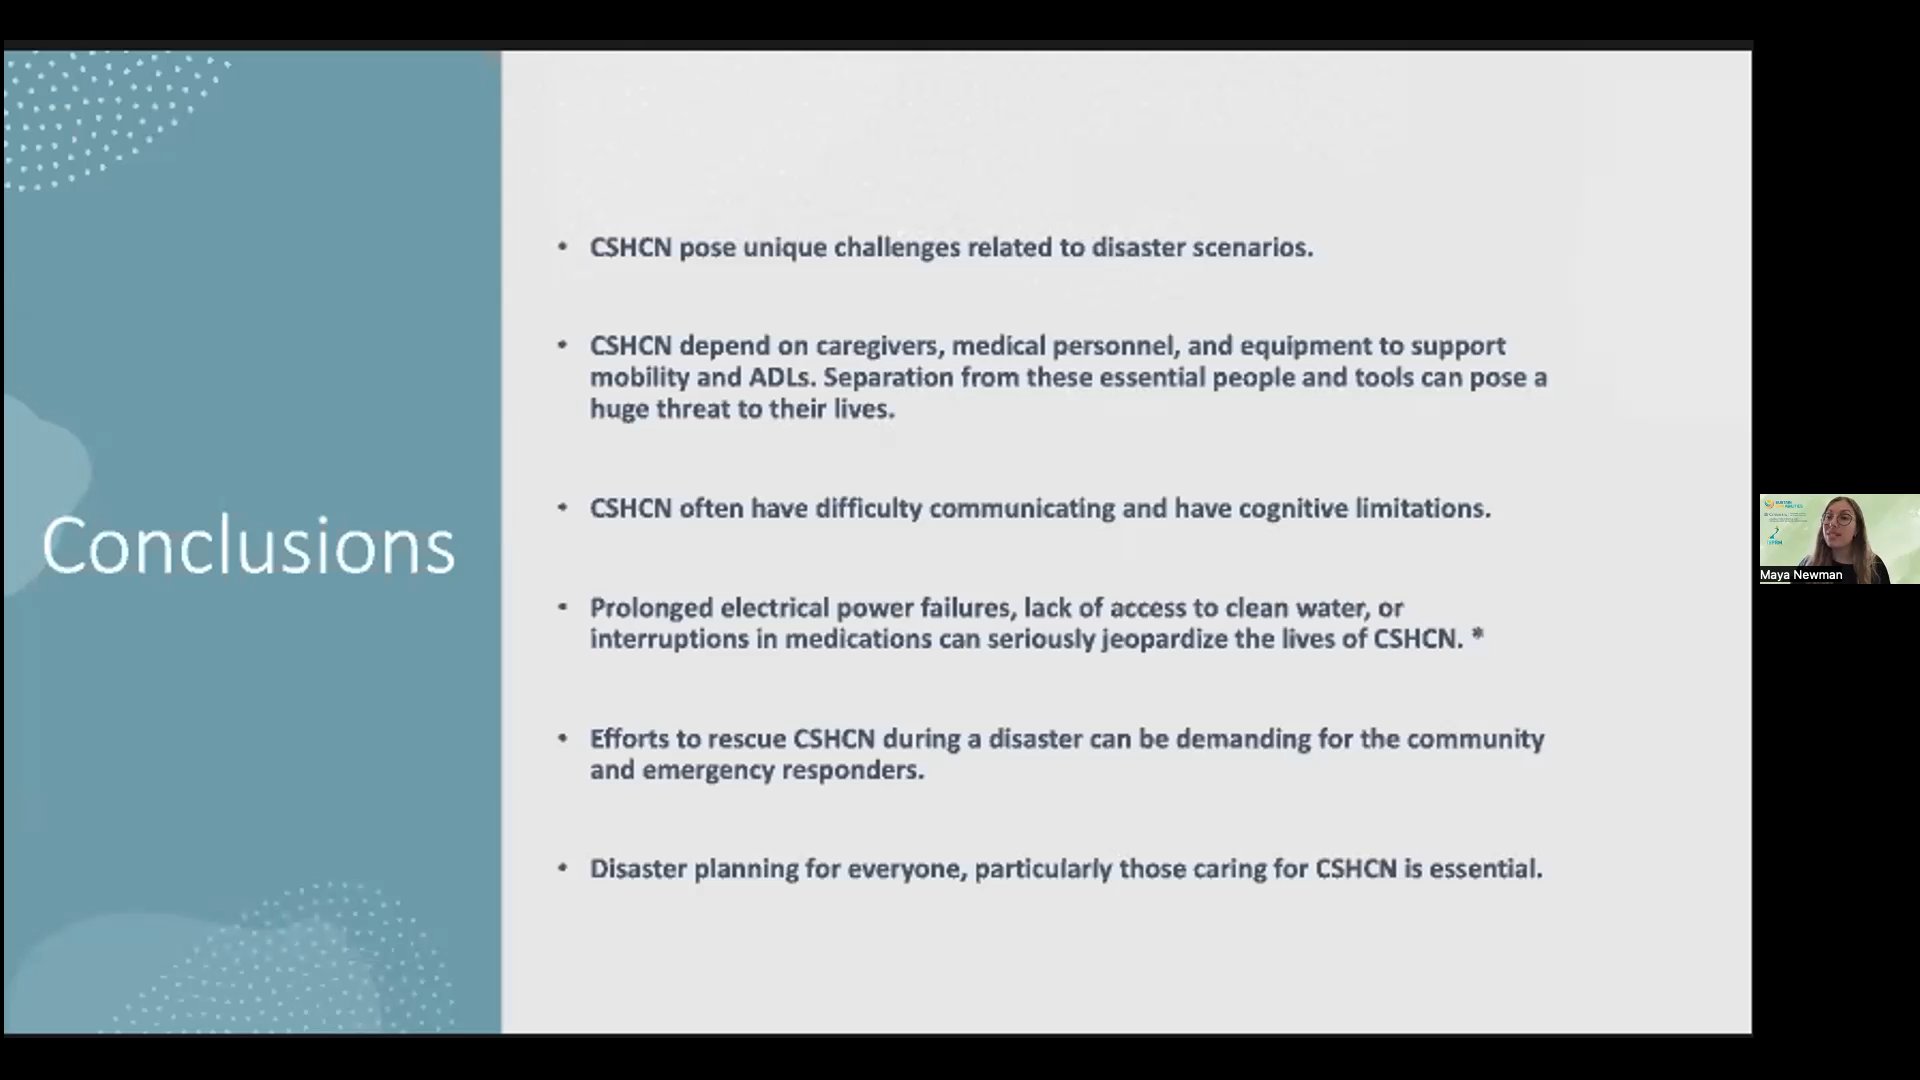 Conclusions
• CSHCN pose unique challenges related to disaster scenarios.
• CSHCN depend on caregivers, medical personnel, and equipment to support
mobility and ADLs. Separation from these essential people and tools can pose a
huge threat to their lives.
• CSHCN often have difficulty communicating and have cognitive limitations.
• Prolonged electrical power failures, lack of access to clean water, or
interruptions in medications can seriously jeopardize the lives of CSHCN. *
• Efforts to rescue CSHCN during a disaster can be demanding for the community
and emergency responders.
• Disaster planning for everyone, particularly those caring for CSHCN is essential.
Maya Newman